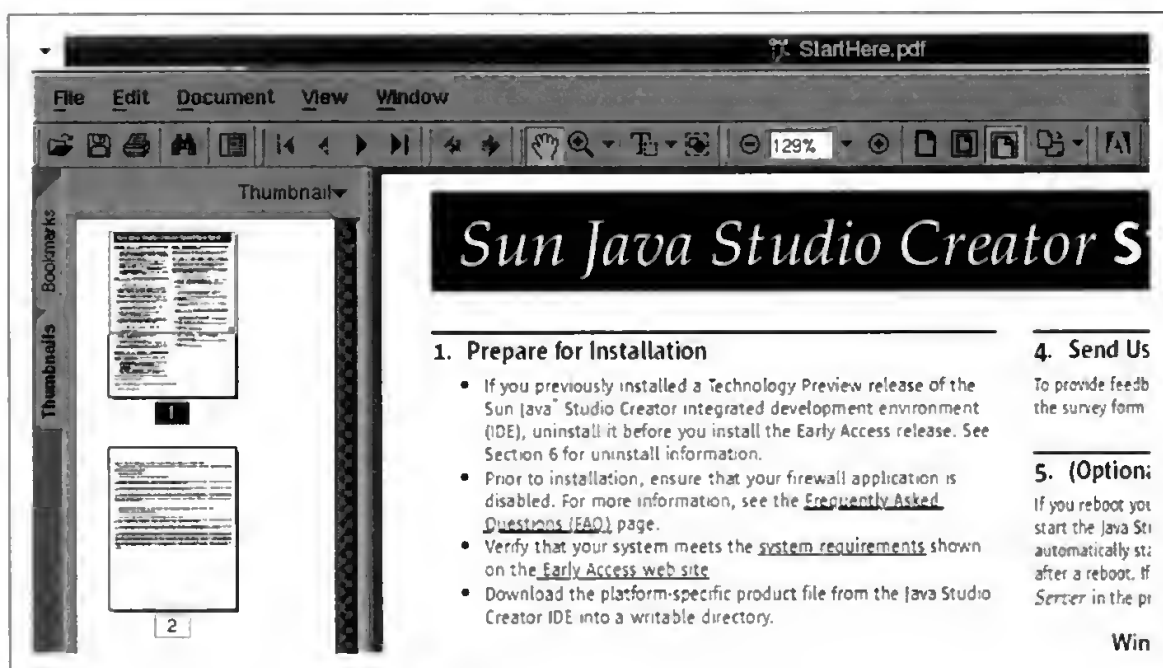 StartHere.pdf
File Edit Document View Window
129%
Thumbnail
Bookmarks
Thumbnails
1
2
Sun Java Studio Creator S
1. Prepare for Installation
• If you previously installed a Technology Preview release of the
Sun Java™ Studio Creator integrated development environment
(IDE), uninstall it before you install the Early Access release. See
Section 6 for uninstall information.
• Prior to installation, ensure that your firewall application is
disabled. For more information, see the Frequently Asked
Questions (FAQ) page.
• Verify that your system meets the system requirements shown
on the Early Access web site
• Download the platform-specific product file from the Java Studio
Creator IDE into a writable directory.
4. Send Us
To provide feedb
the survey form
5. (Optiona
If you reboot you
start the Java Stu
automatically sta
after a reboot. If
Server in the pr
Win